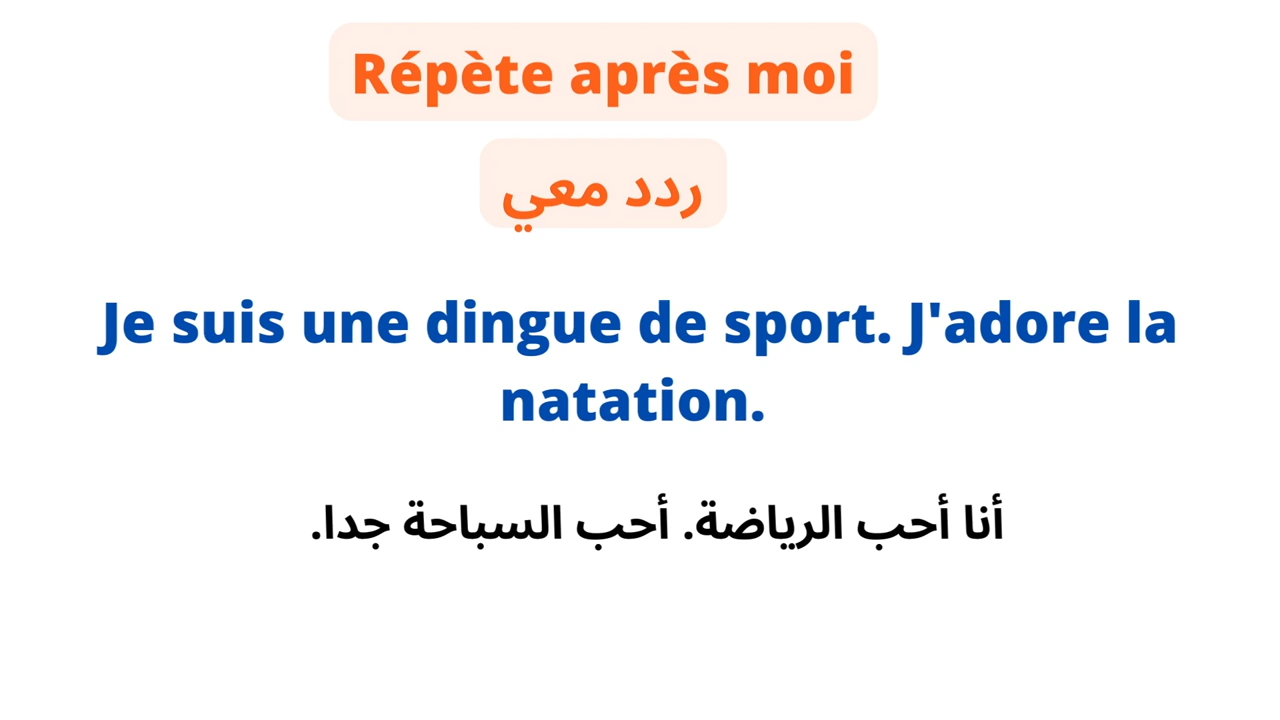 Répète après moi
ردد معي
Je suis une dingue de sport. J'adore la
natation.
أنا أحب الرياضة. أحب السباحة جدا.